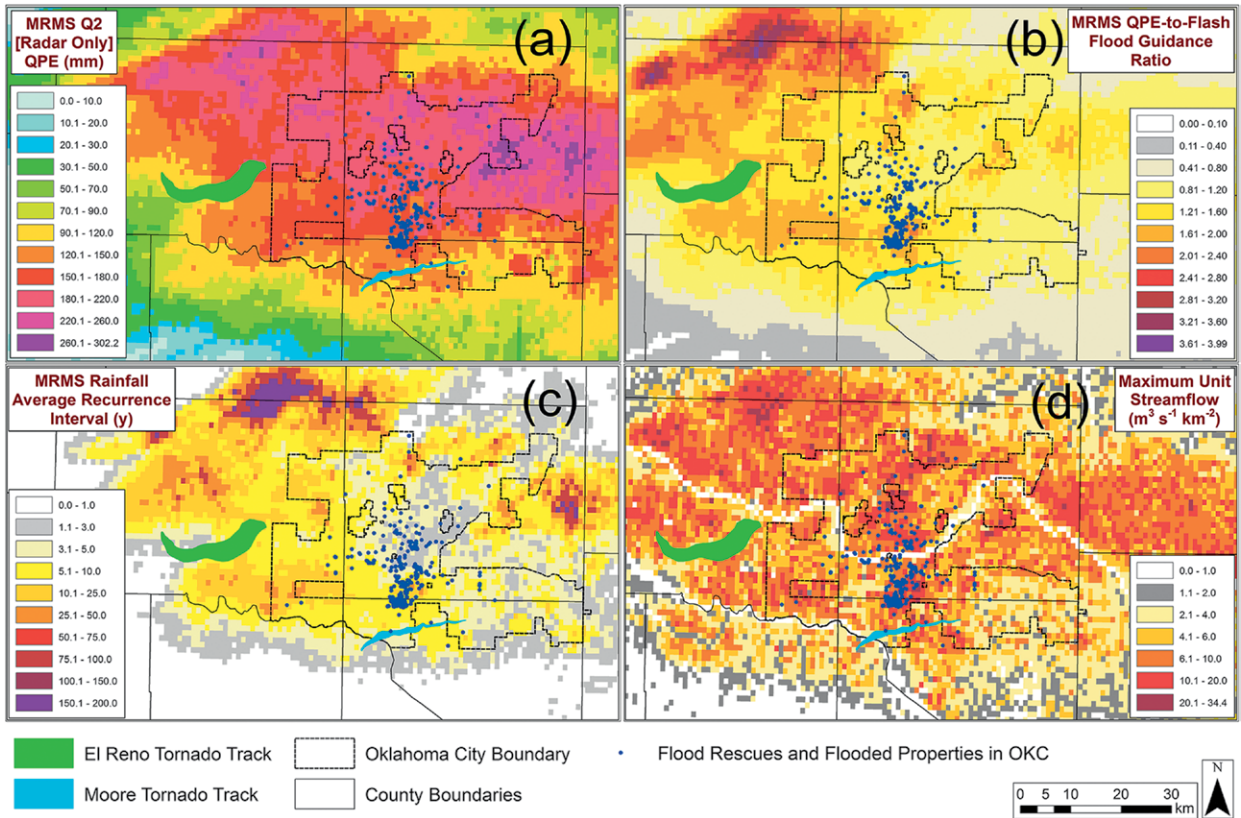 MRMS Q2
[Radar Only]
QPE (mm)
0.0 - 10.0
10.1 - 20.0
20.1 - 30.0
30.1 - 50.0
50.1 - 70.0
70.1 - 90.0
90.1 - 120.0
120.1 - 150.0
150.1 - 180.0
180.1 - 220.0
220.1 - 260.0
260.1 - 302.2
(a)
(b)
MRMS QPE-to-Flash
Flood Guidance
Ratio
0.00 - 0.10
0.11 - 0.40
0.41 - 0.80
0.81 - 1.20
1.21 - 1.60
1.61 - 2.00
2.01 - 2.40
2.41 - 2.80
2.81 - 3.20
3.21 - 3.60
3.61 - 3.99
MRMS Rainfall
Average Recurrence
Interval (y)
0.0 - 1.0
1.1 - 3.0
3.1 - 5.0
5.1 - 10.0
10.1 - 25.0
25.1 - 50.0
50.1 - 75.0
75.1 - 100.0
100.1 - 150.0
150.1 - 200.0
(c)
(d)
Maximum Unit
Streamflow
(m³ s⁻¹ km⁻²)
0.0 - 1.0
1.1 - 2.0
2.1 - 4.0
4.1 - 6.0
6.1 - 10.0
10.1 - 20.0
20.1 - 34.4
El Reno Tornado Track
Oklahoma City Boundary
Flood Rescues and Flooded Properties in OKC
Moore Tornado Track
County Boundaries
0 5 10 20 30
km
N